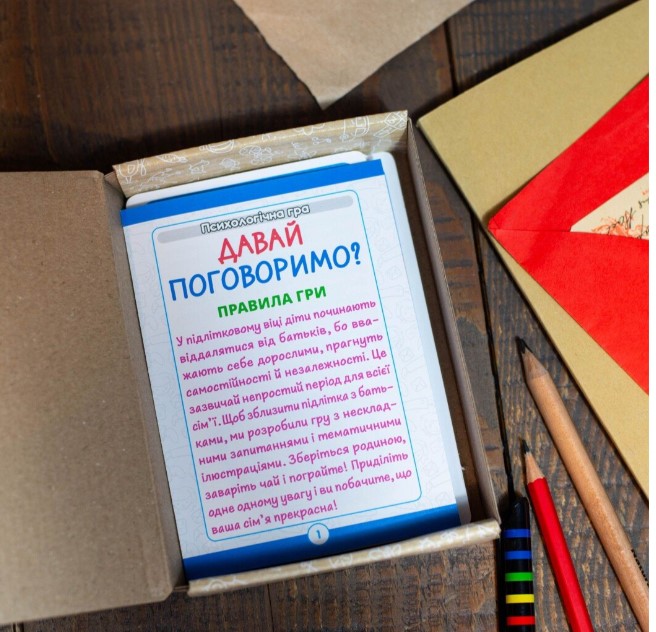 Психологічна гра
ДАВАЙ
ПОГОВОРИМО?
ПРАВИЛА ГРИ
У підлітковому віці діти починають
віддалятися від батьків, бо вва-
жають себе дорослими, прагнуть
самостійності й незалежності. Це
зазвичай непростий період для всієї
сім'ї. Щоб зблизити підлітка з бать-
ками, ми розробили гру з несклад-
ними запитаннями і тематичними
ілюстраціями. Зберіться родиною,
заваріть чай і пограйте! Приділіть
одне одному увагу і ви побачите, що
ваша сім'я прекрасна!
1